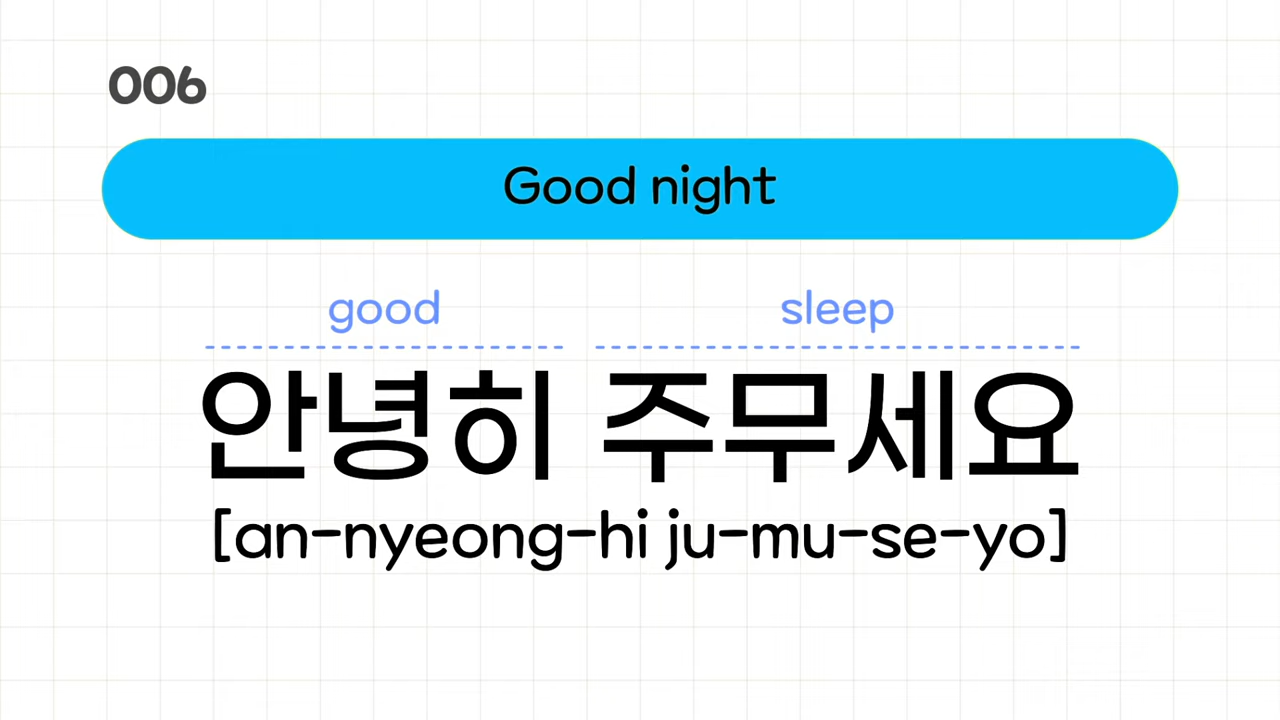 006
Good night
good sleep
안녕히 주무세요
[an-nyeong-hi ju-mu-se-yo]